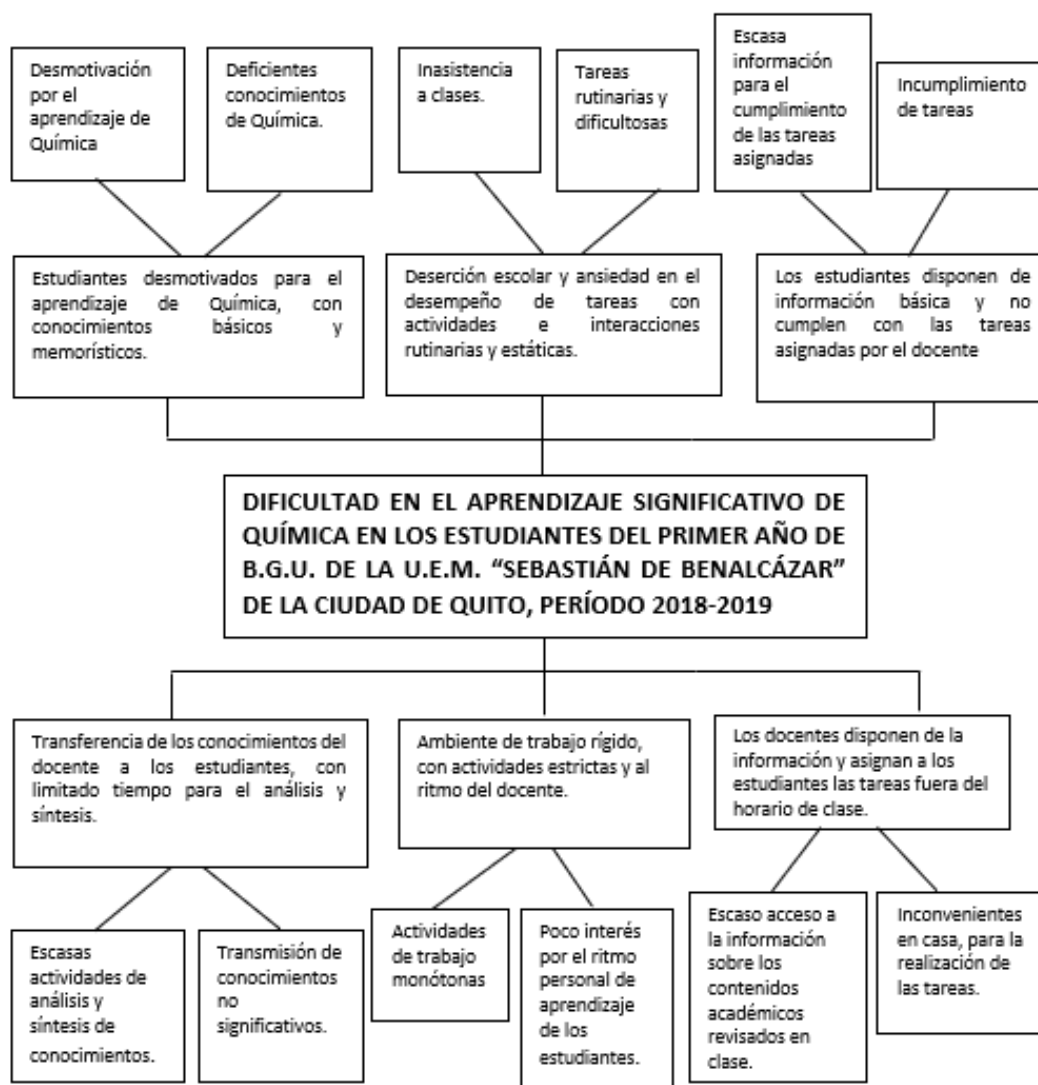 Desmotivación
por el
aprendizaje de
Química
Deficientes
conocimientos
de Química.
Inasistencia
a clases.
Tareas
rutinarias y
dificultosas
Escasa
información
para el
cumplimiento
de las tareas
asignadas
Incumplimiento
de tareas
Estudiantes desmotivados para el
aprendizaje de Química, con
conocimientos básicos y
memorísticos.
Deserción escolar y ansiedad en el
desempeño de tareas con
actividades e interacciones
rutinarias y estáticas.
Los estudiantes disponen de
información básica y no
cumplen con las tareas
asignadas por el docente
DIFICULTAD EN EL APRENDIZAJE SIGNIFICATIVO DE
QUÍMICA EN LOS ESTUDIANTES DEL PRIMER AÑO DE
B.G.U. DE LA U.E.M. “SEBASTIÁN DE BENALCÁZAR”
DE LA CIUDAD DE QUITO, PERÍODO 2018-2019
Transferencia de los conocimientos del
docente a los estudiantes, con
limitado tiempo para el análisis y
síntesis.
Ambiente de trabajo rígido,
con actividades estrictas y al
ritmo del docente.
Los docentes disponen de la
información y asignan a los
estudiantes las tareas fuera del
horario de clase.
Escasas
actividades de
análisis y
síntesis de
conocimientos.
Transmisión de
conocimientos
no
significativos.
Actividades
de trabajo
monótonas
Poco interés
por el ritmo
personal de
aprendizaje
de los
estudiantes.
Escaso acceso a
la información
sobre los
contenidos
académicos
revisados en
clase.
Inconvenientes
en casa, para la
realización de
las tareas.